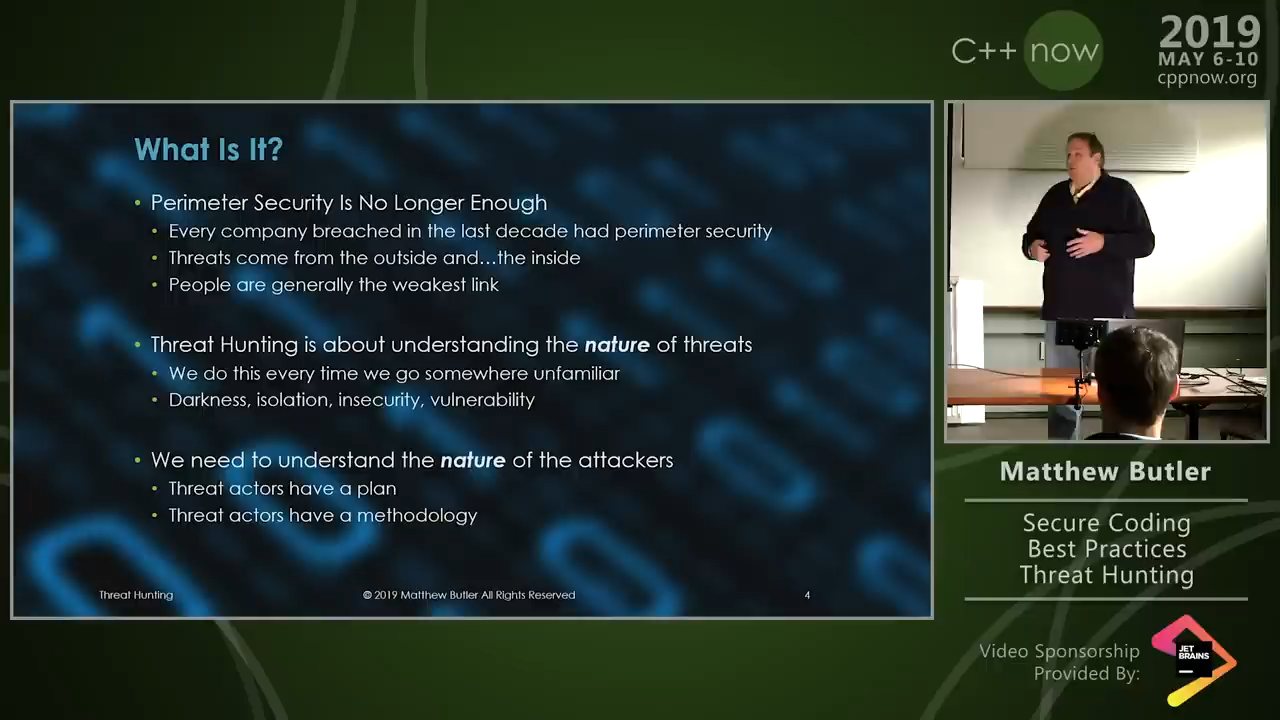 C++ now
2019
MAY 6-10
cppnow.org
What Is It?
• Perimeter Security Is No Longer Enough
• Every company breached in the last decade had perimeter security
• Threats come from the outside and...the inside
• People are generally the weakest link
• Threat Hunting is about understanding the nature of threats
• We do this every time we go somewhere unfamiliar
• Darkness, isolation, insecurity, vulnerability
• We need to understand the nature of the attackers
• Threat actors have a plan
• Threat actors have a methodology
Threat Hunting
© 2019 Matthew Butler All Rights Reserved
4
Matthew Butler
Secure Coding
Best Practices
Threat Hunting
Video Sponsorship
Provided By:
JET
BRAINS